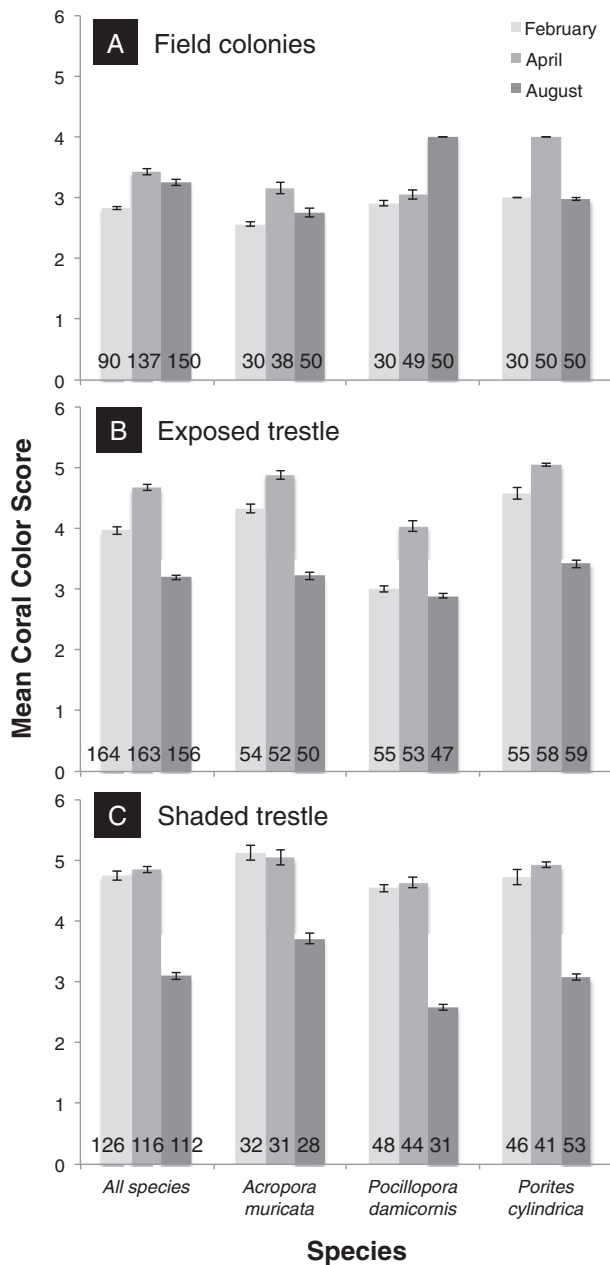 6
A Field colonies
February
April
August
5
4
3
2
1
90 137 150 30 38 50 30 49 50 30 50 50
0
Mean Coral Color Score
6
B Exposed trestle
5
4
3
2
1
164 163 156 54 52 50 55 53 47 55 58 59
0
6
C Shaded trestle
5
4
3
2
1
126 116 112 32 31 28 48 44 31 46 41 53
0
All species
Acropora
muricata
Pocillopora
damicornis
Porites
cylindrica
Species